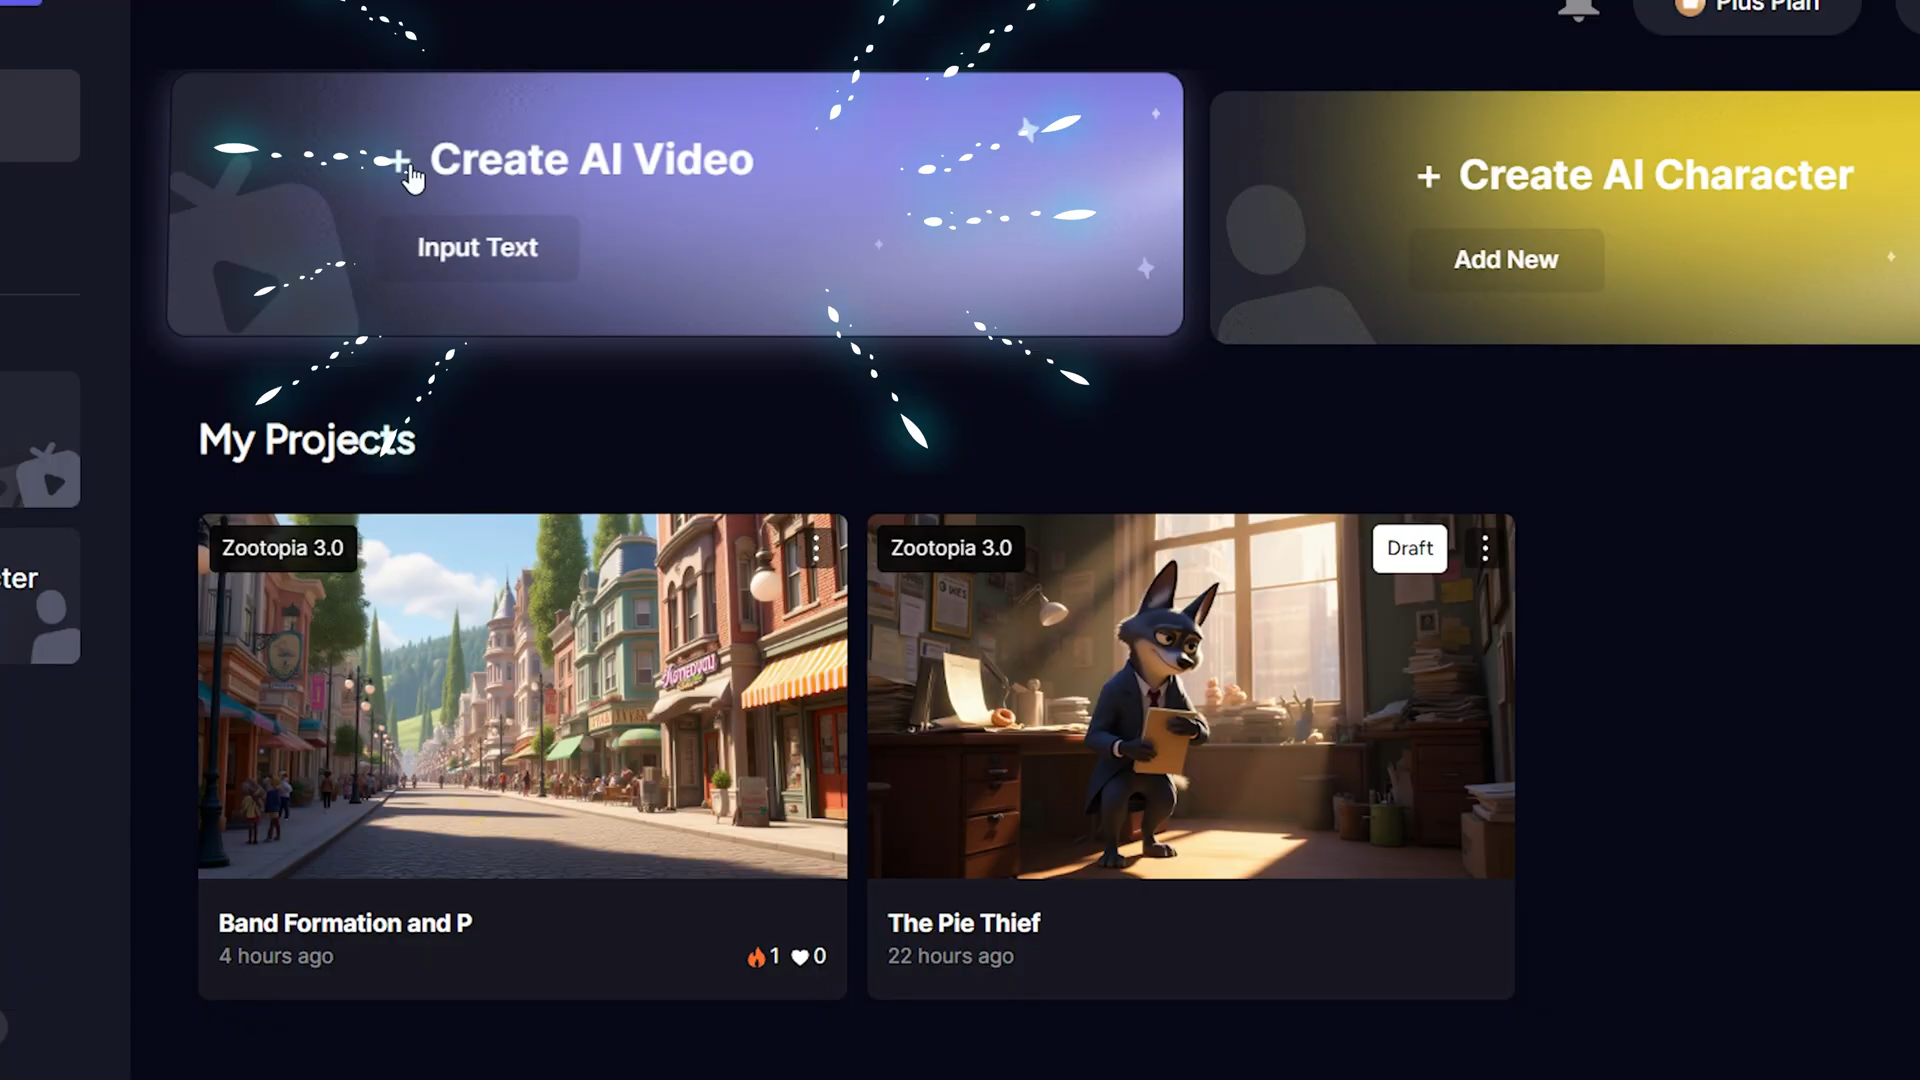 Plus Plan
+ Create AI Video
Input Text
+ Create AI Character
Add New
My Projects
ter
Zootopia 3.0
Zootopia 3.0
Draft
Band Formation and P
4 hours ago
1 0
The Pie Thief
22 hours ago